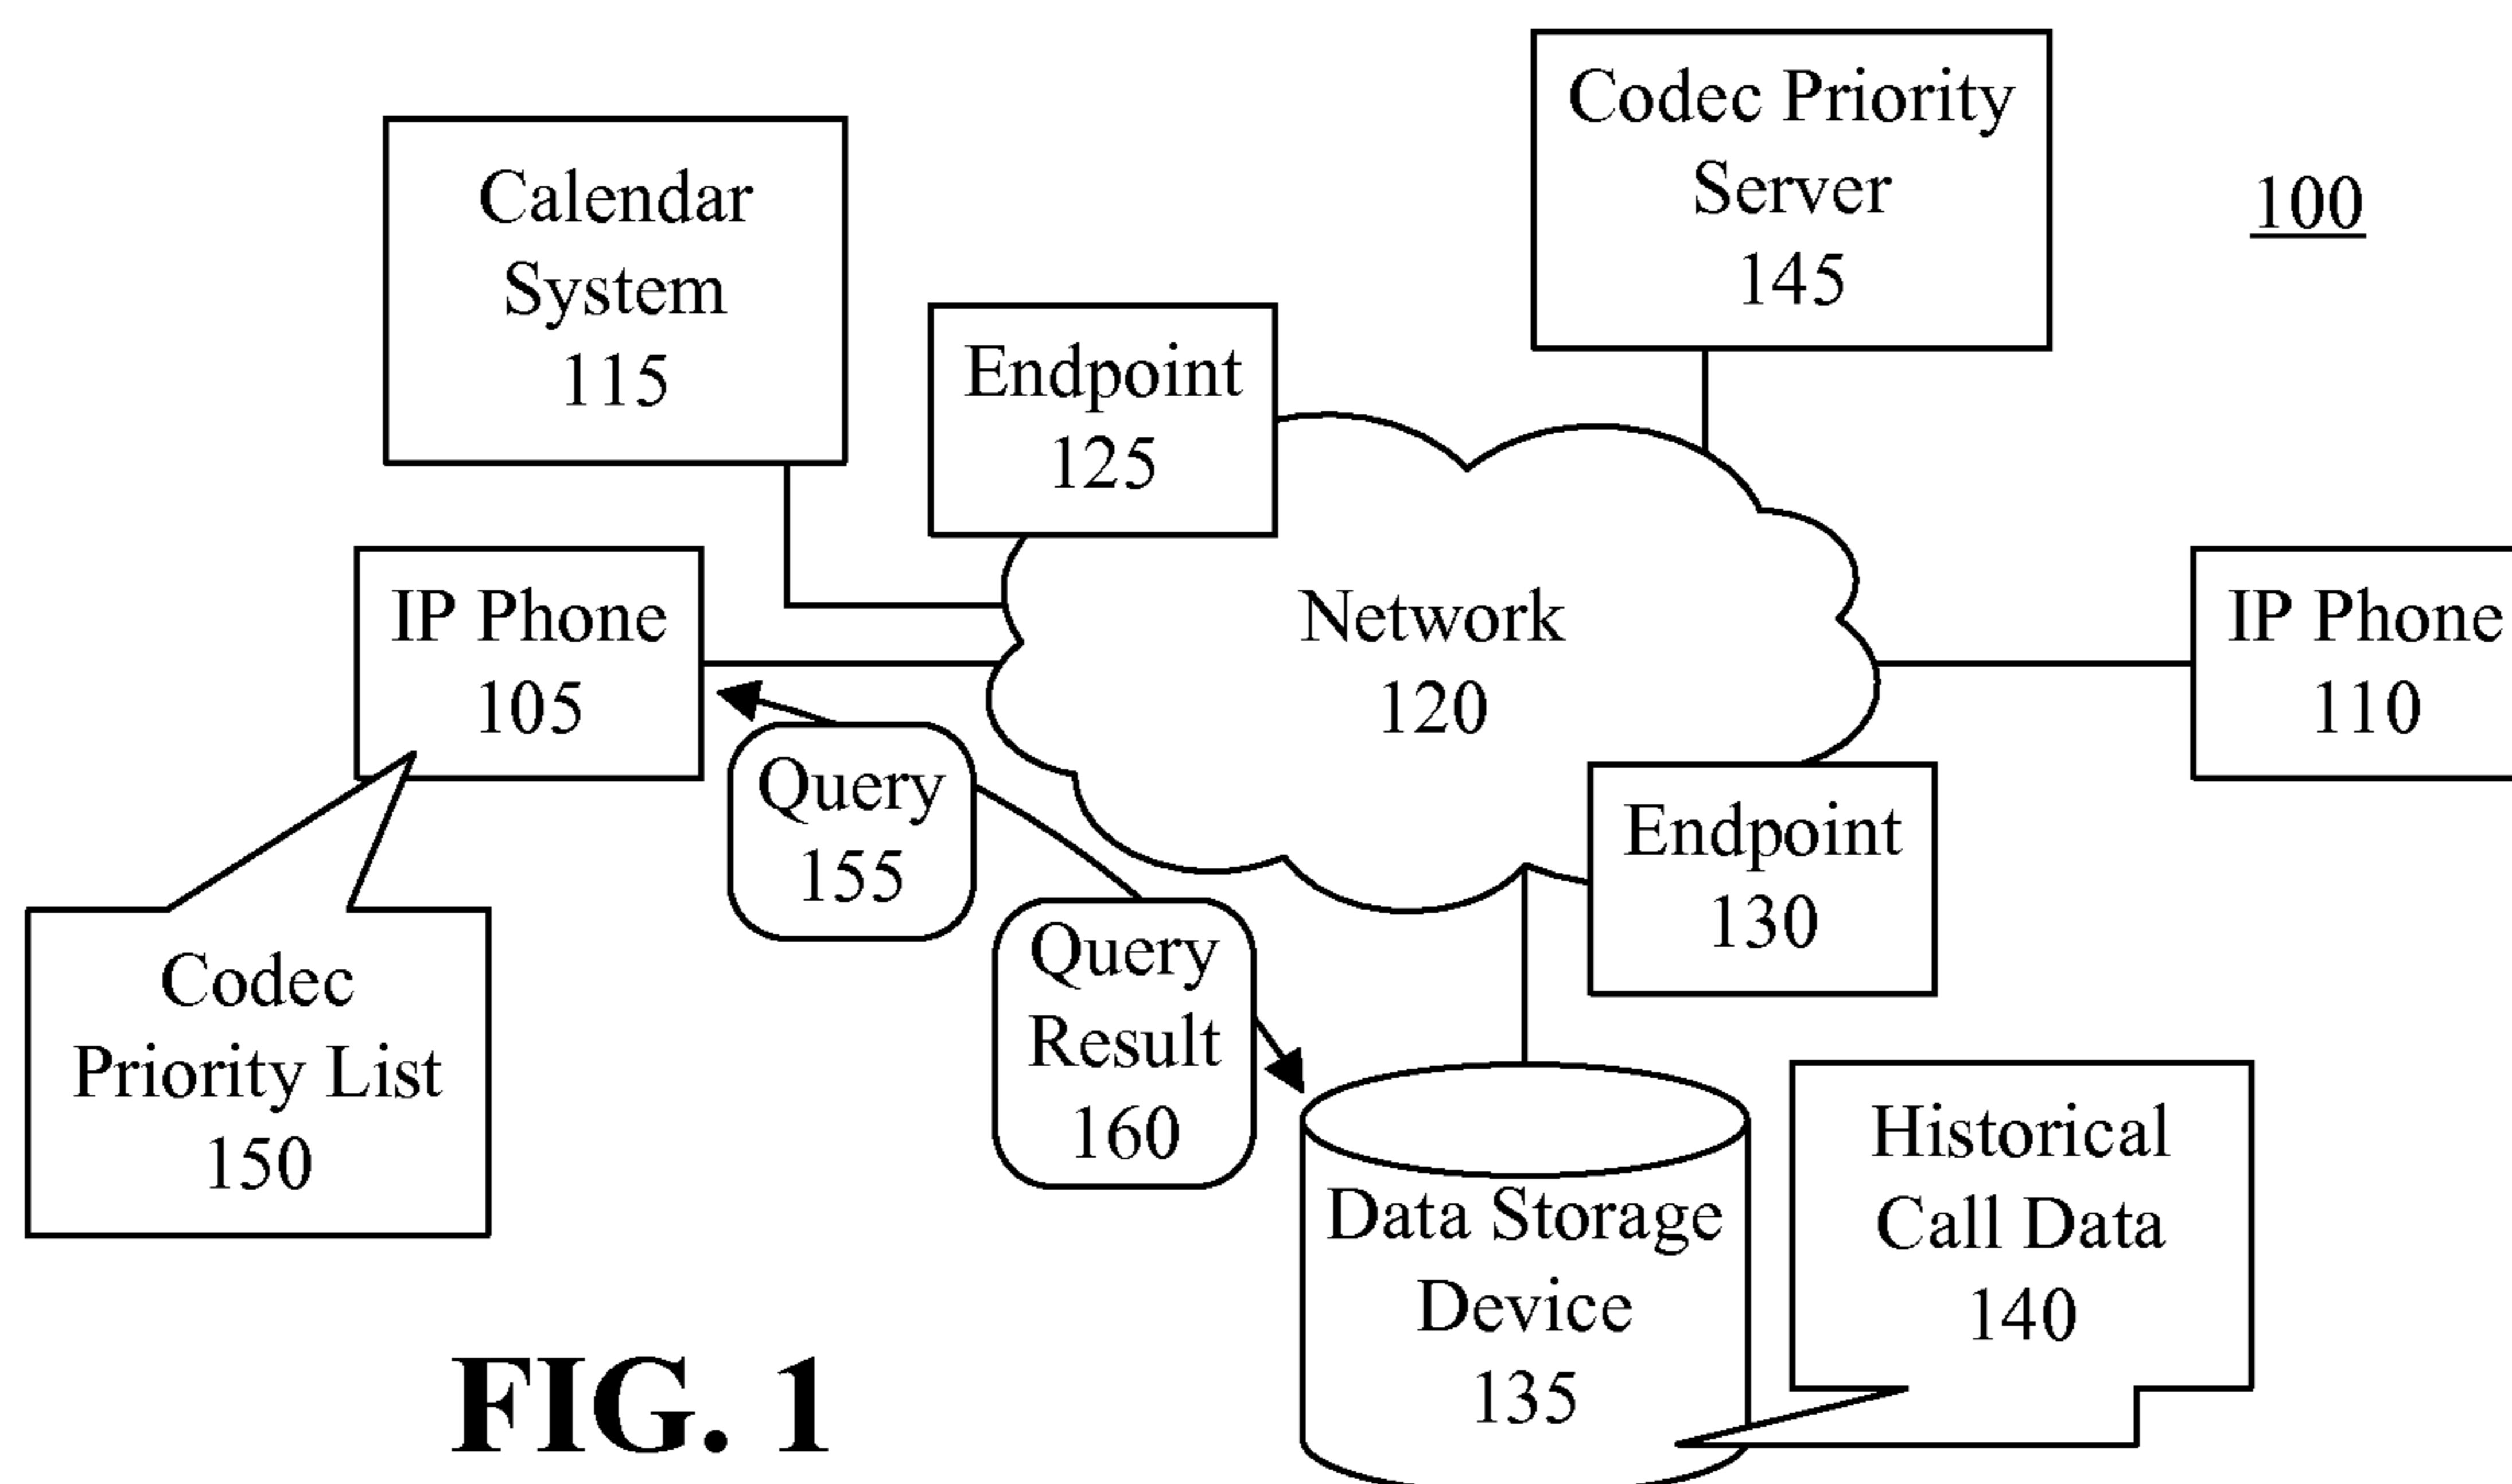 Codec Priority
Server
145
100
Calendar
System
115
Endpoint
125
IP Phone
105
Network
120
IP Phone
110
Query
155
Endpoint
130
Codec
Priority List
150
Query
Result
160
Data Storage
Device
135
Historical
Call Data
140
FIG. 1